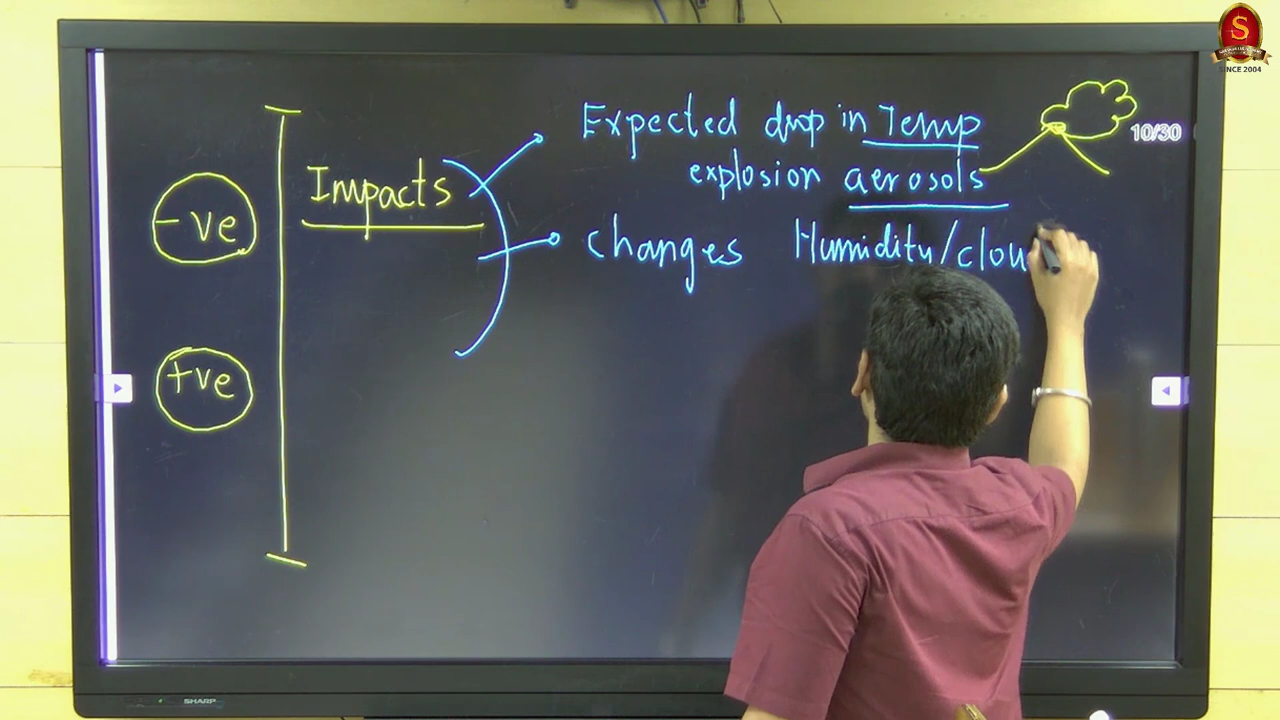 Expected drop in Temp
10/30
explosion aerosols
Impacts
-ve
changes Humidity/clou
+ve
SHARP
S
SINCE 2004